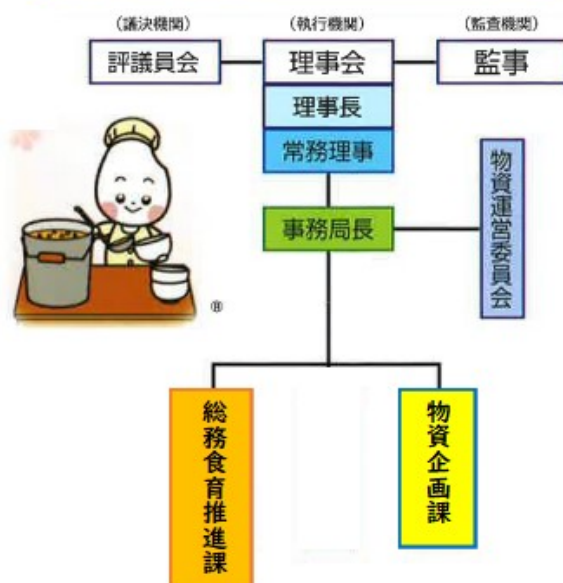 (議決機関)
(執行機関)
(監査機関)
評議員会
理事会
監事
理事長
常務理事
事務局長
物資運営委員会
総務食育推進課
物資企画課